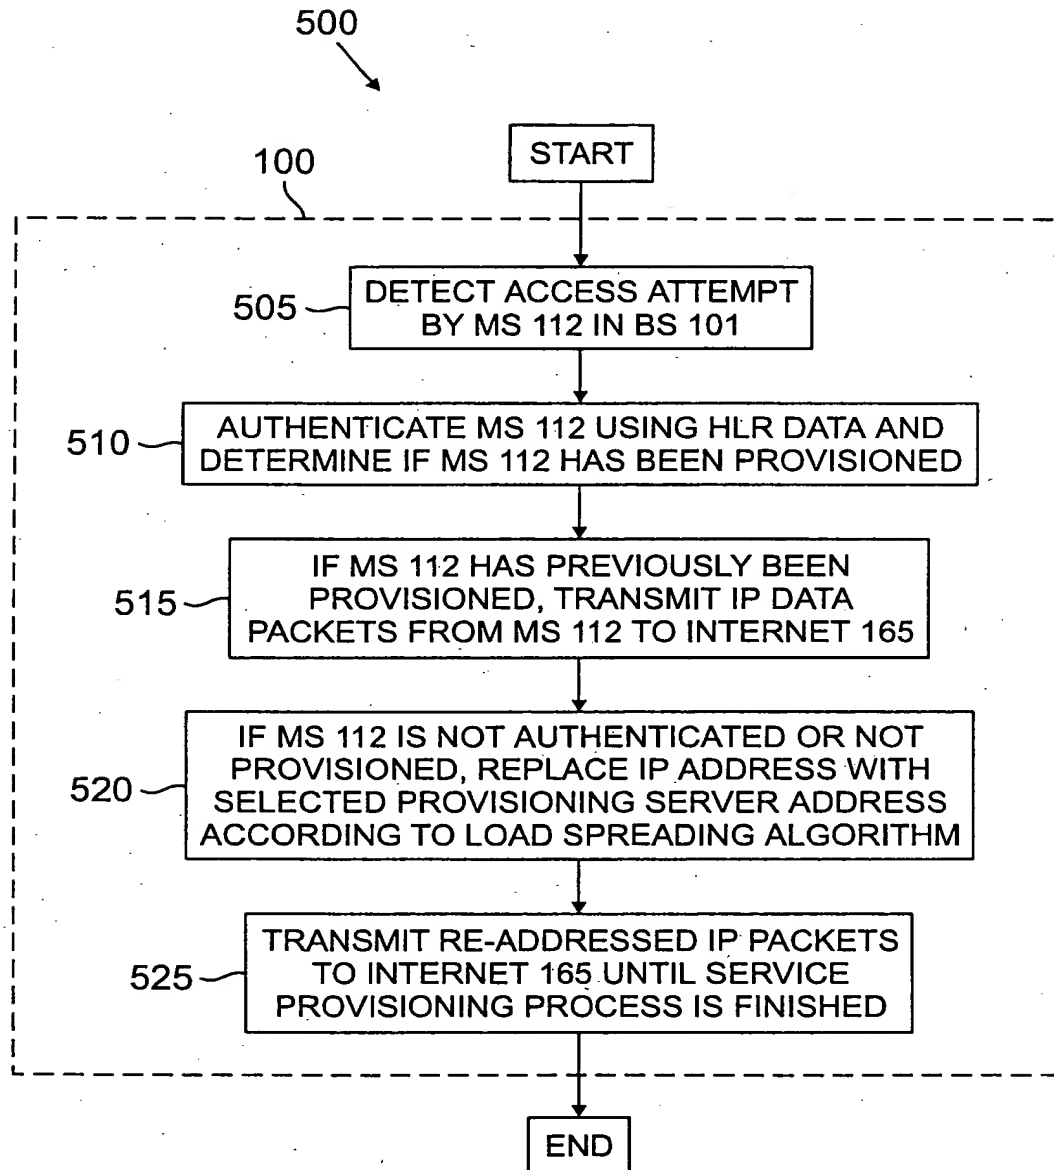 500
START
100
505
DETECT ACCESS ATTEMPT
BY MS 112 IN BS 101
510
AUTHENTICATE MS 112 USING HLR DATA AND
DETERMINE IF MS 112 HAS BEEN PROVISIONED
515
IF MS 112 HAS PREVIOUSLY BEEN
PROVISIONED, TRANSMIT IP DATA
PACKETS FROM MS 112 TO INTERNET 165
520
IF MS 112 IS NOT AUTHENTICATED OR NOT
PROVISIONED, REPLACE IP ADDRESS WITH
SELECTED PROVISIONING SERVER ADDRESS
ACCORDING TO LOAD SPREADING ALGORITHM
525
TRANSMIT RE-ADDRESSED IP PACKETS
TO INTERNET 165 UNTIL SERVICE
PROVISIONING PROCESS IS FINISHED
END